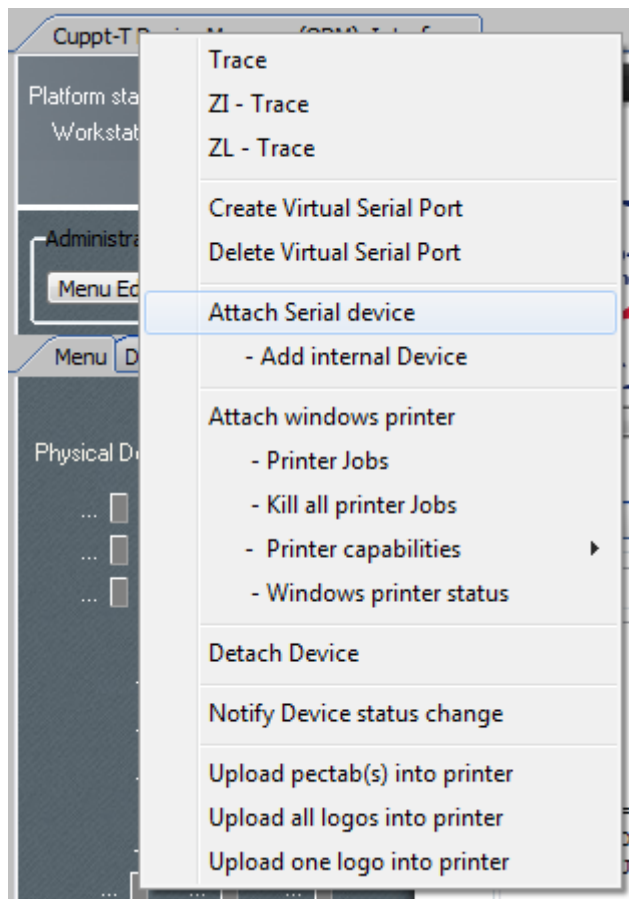 Cuppt-T
Platform sta
Workstat
Administra
Menu Ed
Menu D
Physical D
...
...
...
Trace
ZI - Trace
ZL - Trace
Create Virtual Serial Port
Delete Virtual Serial Port
Attach Serial device
- Add internal Device
Attach windows printer
- Printer Jobs
- Kill all printer Jobs
- Printer capabilities
- Windows printer status
Detach Device
Notify Device status change
Upload pectab(s) into printer
Upload all logos into printer
Upload one logo into printer
... ... ...